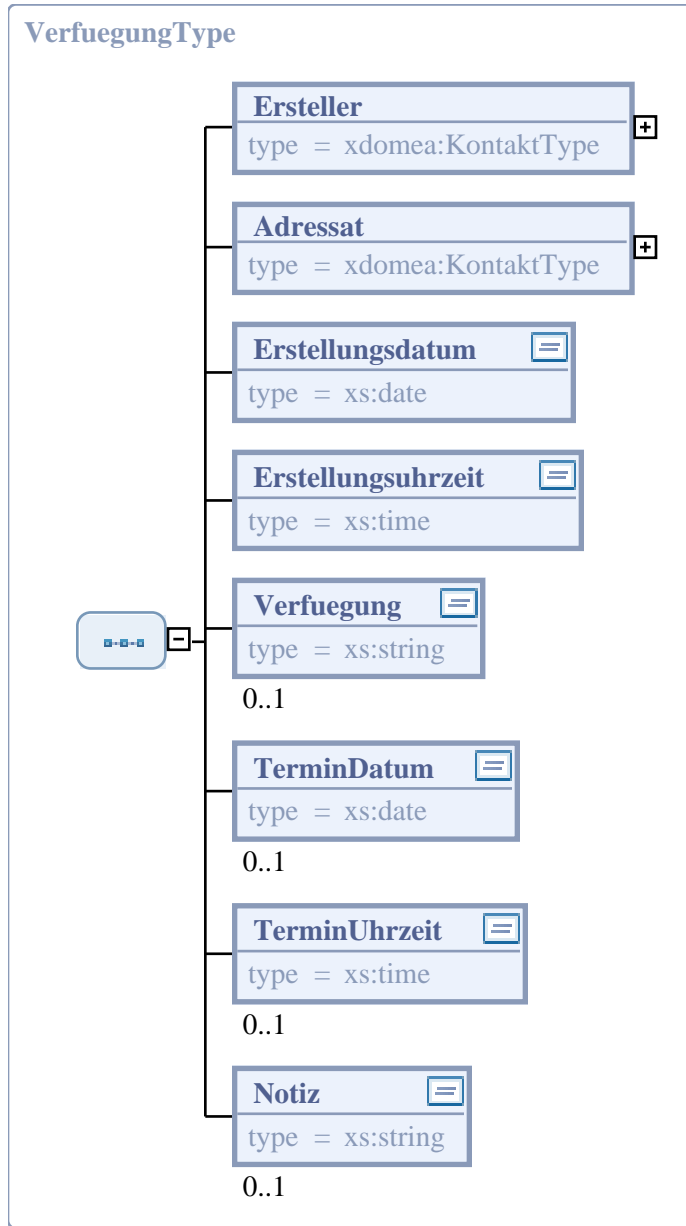 VerfuegungType
Ersteller
type = xdomea:KontaktType
Adressat
type = xdomea:KontaktType
Erstellungsdatum
type = xs:date
Erstellungsuhrzeit
type = xs:time
Verfuegung
type = xs:string
0..1
TerminDatum
type = xs:date
0..1
TerminUhrzeit
type = xs:time
0..1
Notiz
type = xs:string
0..1